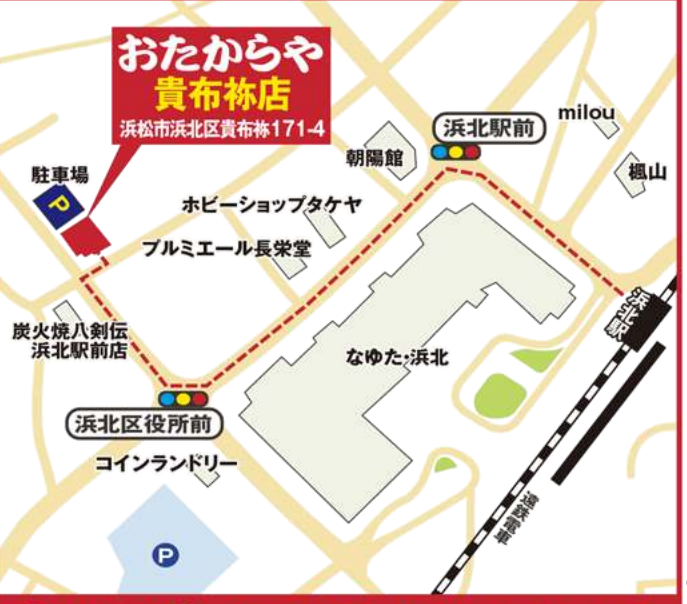 おたからや
貴布祢店
浜松市浜北区貴布祢171-4
milou
浜北駅前
朝陽館
楓山
駐車場
P
ホビーショップタケヤ
プルミエール長栄堂
浜北駅
炭火焼八剣伝
浜北駅前店
なゆた・浜北
浜北区役所前
コインランドリー
遠鉄電車
P